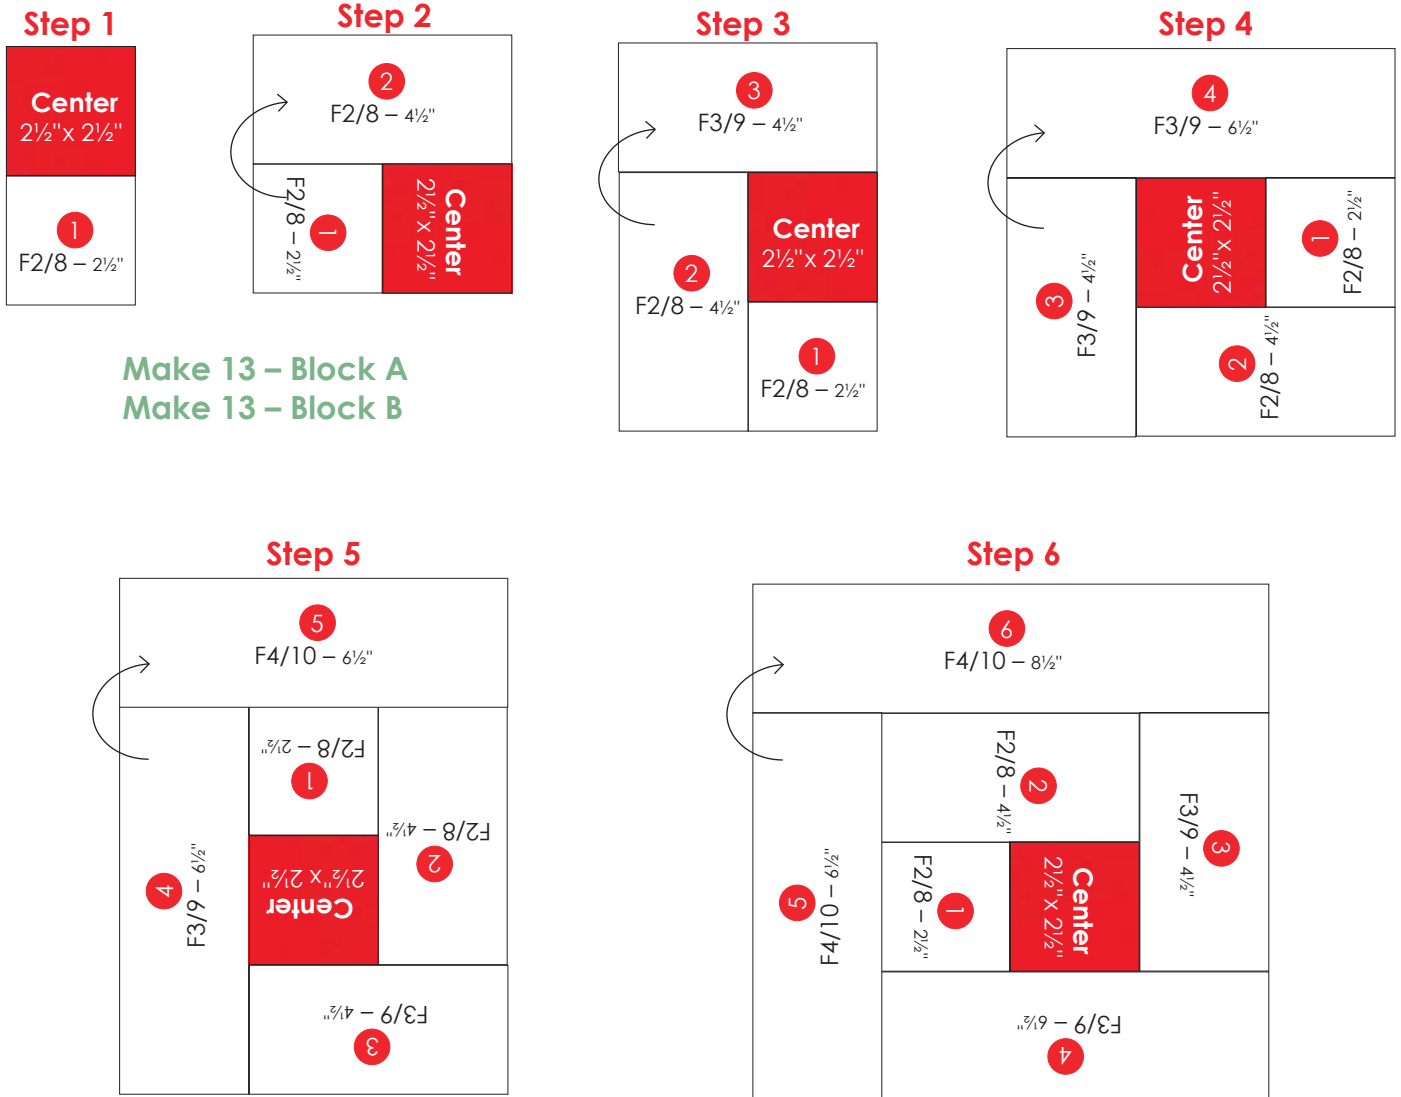 Step 1
Center
2½"x 2½"
1
F2/8 – 2½"
Step 2
2
F2/8 – 4½"
F2/8 – 2½"
1
Center
2½"x 2½"
Step 3
3
F3/9 – 4½"
2
F2/8 – 4½"
Center
2½"x 2½"
1
F2/8 – 2½"
Step 4
4
F3/9 – 6½"
3
F3/9 – 4½"
Center
2½"x 2½"
1
F2/8 – 2½"
2
F2/8 – 4½"
Make 13 – Block A
Make 13 – Block B
Step 5
5
F4/10 – 6½"
4
F3/9 – 6½"
1
F2/8 – 2½"
2
F2/8 – 4½"
Center
2½"x 2½"
3
F3/9 – 4½"
Step 6
6
F4/10 – 8½"
5
F4/10 – 6½"
2
F2/8 – 4½"
3
F3/9 – 4½"
1
F2/8 – 2½"
Center
2½"x 2½"
4
F3/9 – 6½"